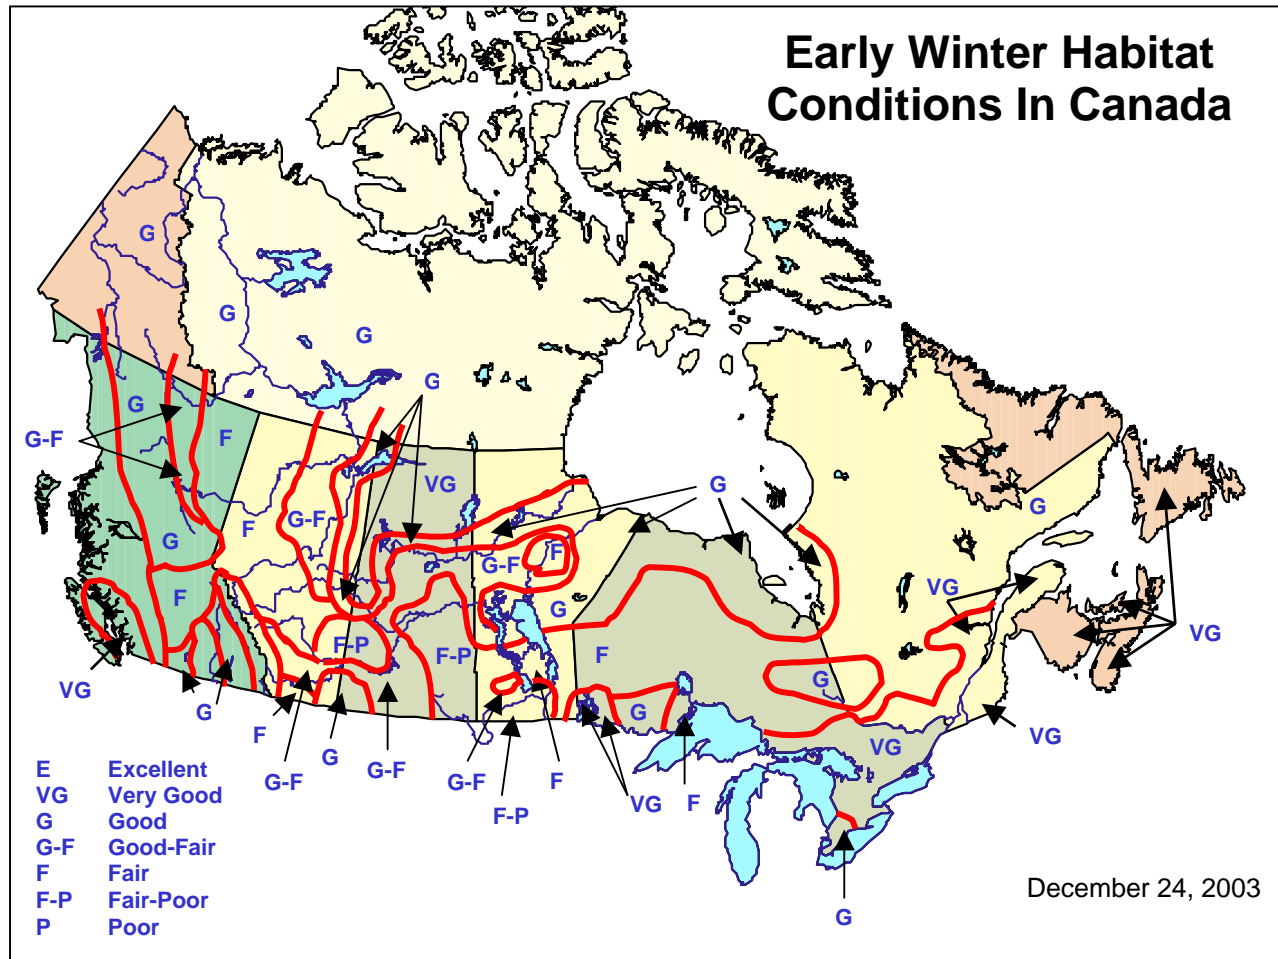 Early Winter Habitat
Conditions In Canada
G
G
G
G
G
G-F
F
VG
G
G
F
G-F
G-F
F
VG
G
G
VG
F
F-P
F-P
F
G
VG
VG
G
G
F
G
G-F
G-F
G-F
F
F-P
VG
F
VG
VG
G
E Excellent
VG Very Good
G Good
G-F Good-Fair
F Fair
F-P Fair-Poor
P Poor
December 24, 2003